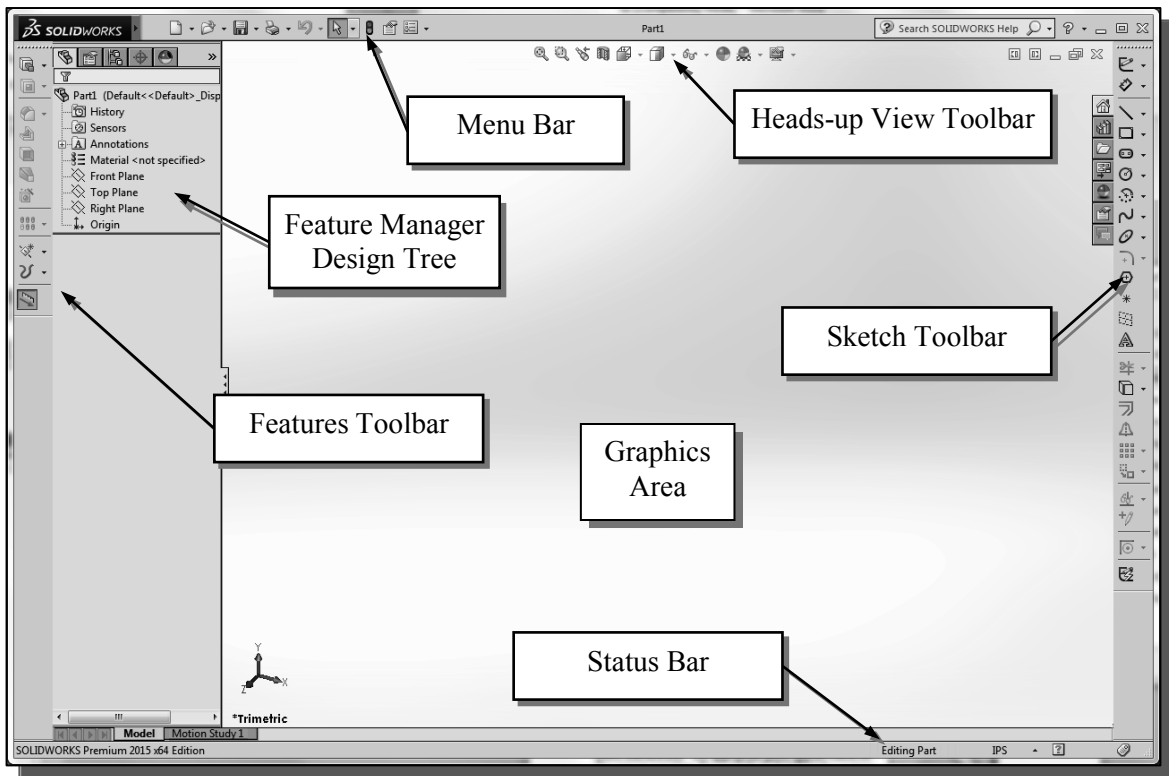 SOLIDWORKS
Part1
Search SOLIDWORKS Help
Part1 (Default<<Default>_Disp
History
Sensors
Annotations
Material <not specified>
Front Plane
Top Plane
Right Plane
Origin
Menu Bar
Heads-up View Toolbar
Feature Manager
Design Tree
Sketch Toolbar
Features Toolbar
Graphics
Area
Status Bar
Y
X
Z
*Trimetric
Model
Motion Study 1
SOLIDWORKS Premium 2015 x64 Edition
Editing Part
IPS